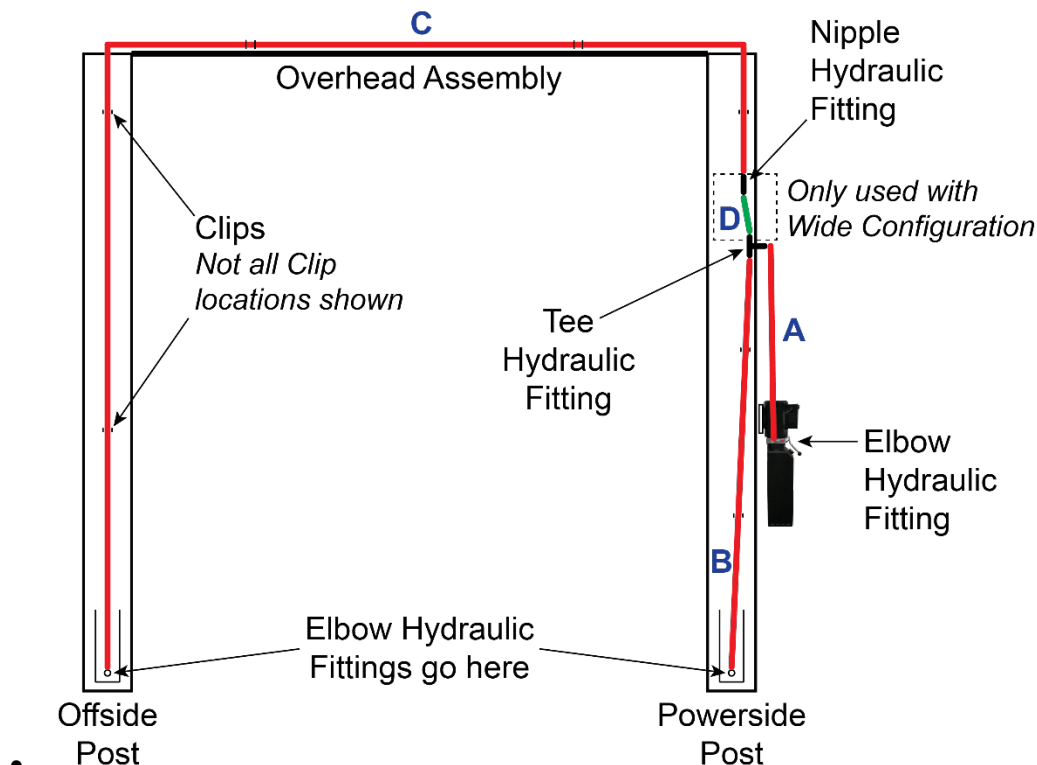 C
Overhead Assembly
Nipple
Hydraulic
Fitting
Only used with
Wide Configuration
D
Clips
Not all Clip
locations shown
Tee
Hydraulic
Fitting
A
Elbow
Hydraulic
Fitting
B
Elbow Hydraulic
Fittings go here
Offside
Post
Powerside
Post